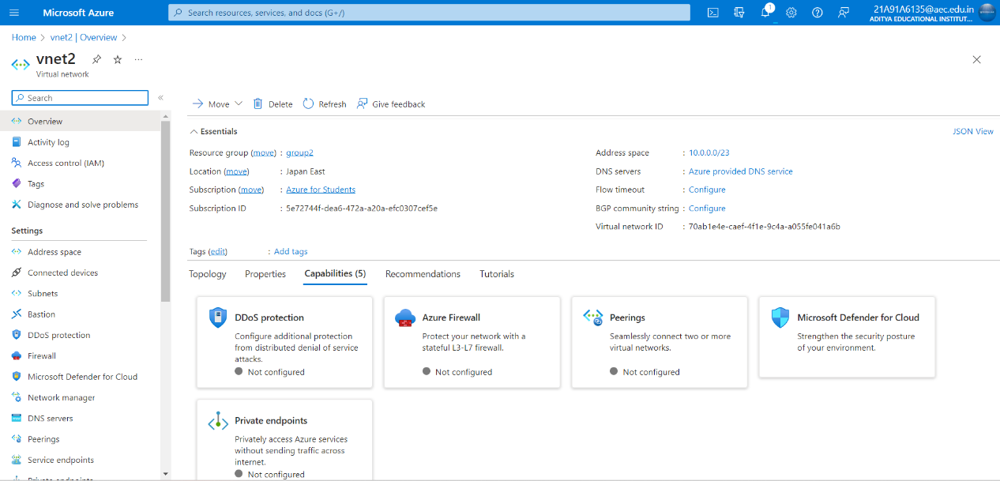 Microsoft Azure
Search resources, services, and docs (G+/)
1
21A91A6135@aec.edu.in
ADITYA EDUCATIONAL INSTITUT...
Home > vnet2 | Overview >
vnet2
...
Virtual network
Search
«
Overview
Activity log
Access control (IAM)
Tags
Diagnose and solve problems
Settings
Address space
Connected devices
Subnets
Bastion
DDoS protection
Firewall
Microsoft Defender for Cloud
Network manager
DNS servers
Peerings
Service endpoints
Private endpoints
Move
Delete
Refresh
Give feedback
Essentials
JSON View
Resource group (move) : group2
Location (move) : Japan East
Subscription (move) : Azure for Students
Subscription ID : 5e72744f-dea6-472a-a20a-efc0307cef5e
Address space : 10.0.0.0/23
DNS servers : Azure provided DNS service
Flow timeout : Configure
BGP community string : Configure
Virtual network ID : 70ab1e4e-caef-4f1e-9c4a-a055fe041a6b
Tags (edit) : Add tags
Topology
Properties
Capabilities (5)
Recommendations
Tutorials
DDoS protection
Configure additional protection
from distributed denial of service
attacks.
Not configured
Azure Firewall
Protect your network with a
stateful L3-L7 firewall.
Not configured
Peerings
Seamlessly connect two or more
virtual networks.
Not configured
Microsoft Defender for Cloud
Strengthen the security posture
of your environment.
Private endpoints
Privately access Azure services
without sending traffic across
internet.
Not configured